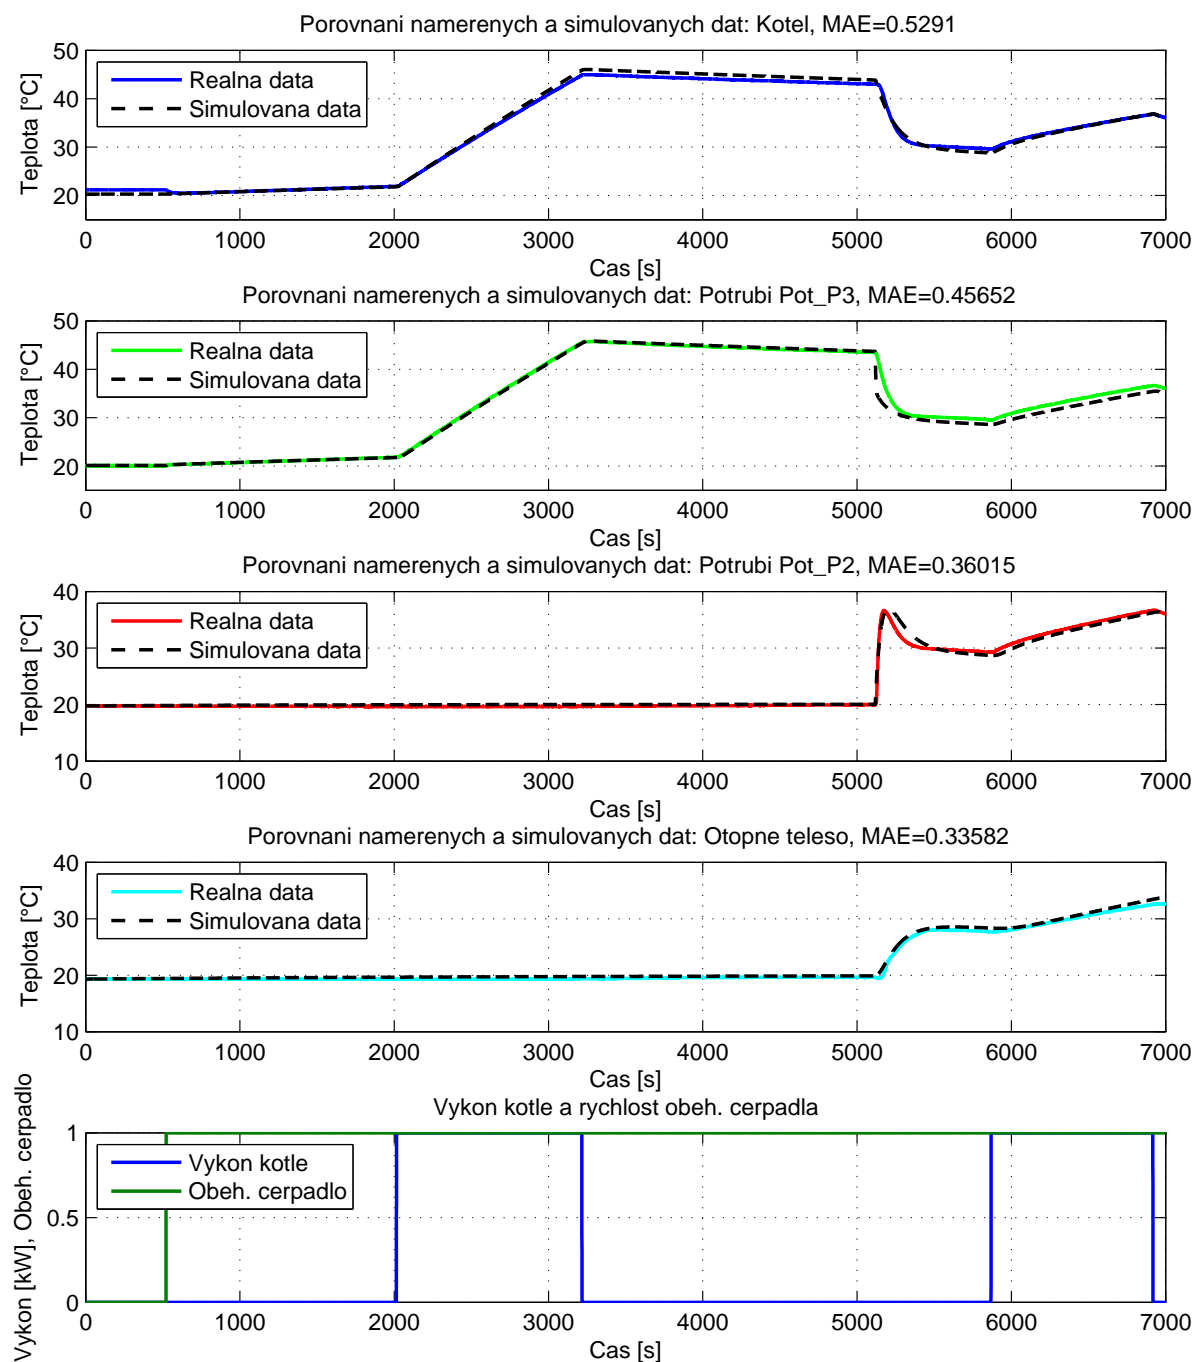 Porovnani namerenych a simulovanych dat: Kotel, MAE=0.5291
Teplota [°C]
50
40
30
20
Realna data
Simulovana data
0 1000 2000 3000 4000 5000 6000 7000
Cas [s]
Porovnani namerenych a simulovanych dat: Potrubi Pot_P3, MAE=0.45652
Teplota [°C]
50
40
30
20
Realna data
Simulovana data
0 1000 2000 3000 4000 5000 6000 7000
Cas [s]
Porovnani namerenych a simulovanych dat: Potrubi Pot_P2, MAE=0.36015
Teplota [°C]
40
30
20
10
Realna data
Simulovana data
0 1000 2000 3000 4000 5000 6000 7000
Cas [s]
Porovnani namerenych a simulovanych dat: Otopne teleso, MAE=0.33582
Teplota [°C]
40
30
20
10
Realna data
Simulovana data
0 1000 2000 3000 4000 5000 6000 7000
Cas [s]
Vykon kotle a rychlost obeh. cerpadla
Vykon [kW], Obeh. cerpadlo
1
0.5
0
Vykon kotle
Obeh. cerpadlo
0 1000 2000 3000 4000 5000 6000 7000
Cas [s]